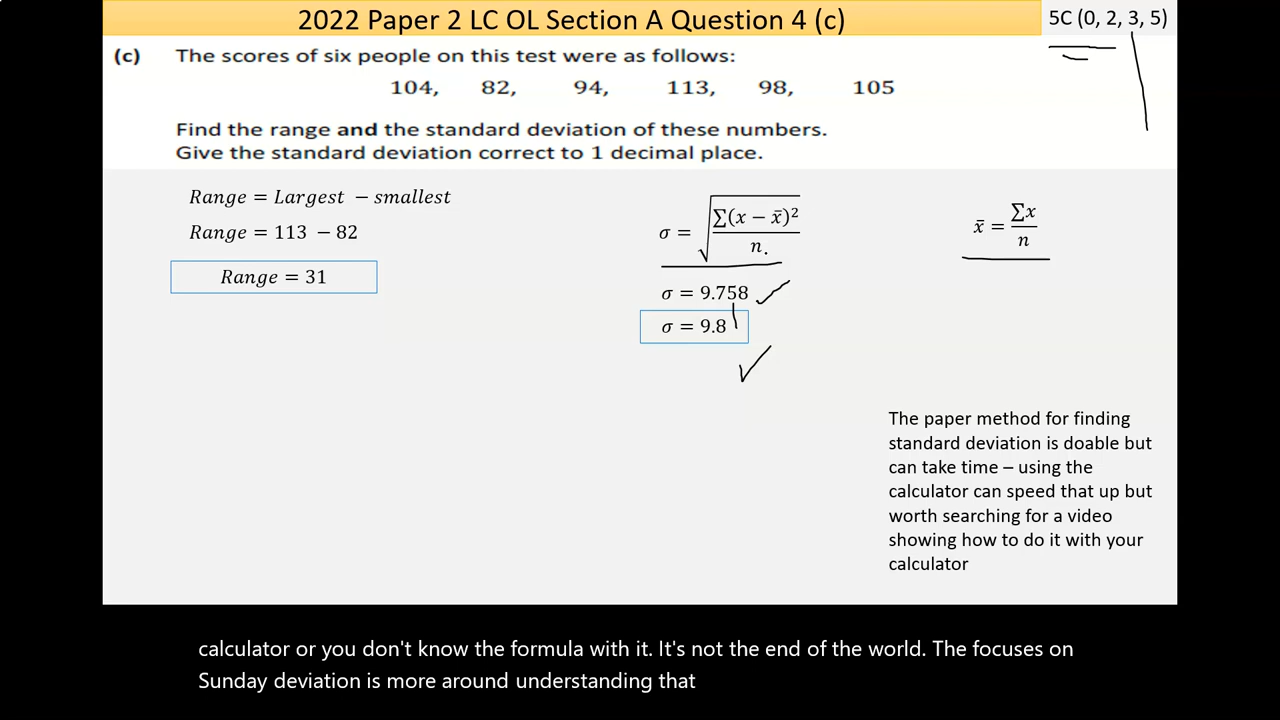 2022 Paper 2 LC OL Section A Question 4 (c)
5C (0, 2, 3, 5)
(c) The scores of six people on this test were as follows:
104, 82, 94, 113, 98, 105
Find the range and the standard deviation of these numbers.
Give the standard deviation correct to 1 decimal place.
Range = Largest − smallest
Range = 113 − 82
Range = 31
σ = √(∑(x − x̄)²/n)
σ = 9.758
σ = 9.8
x̄ = ∑x/n
The paper method for finding
standard deviation is doable but
can take time – using the
calculator can speed that up but
worth searching for a video
showing how to do it with your
calculator
calculator or you don't know the formula with it. It's not the end of the world. The focuses on
Sunday deviation is more around understanding that